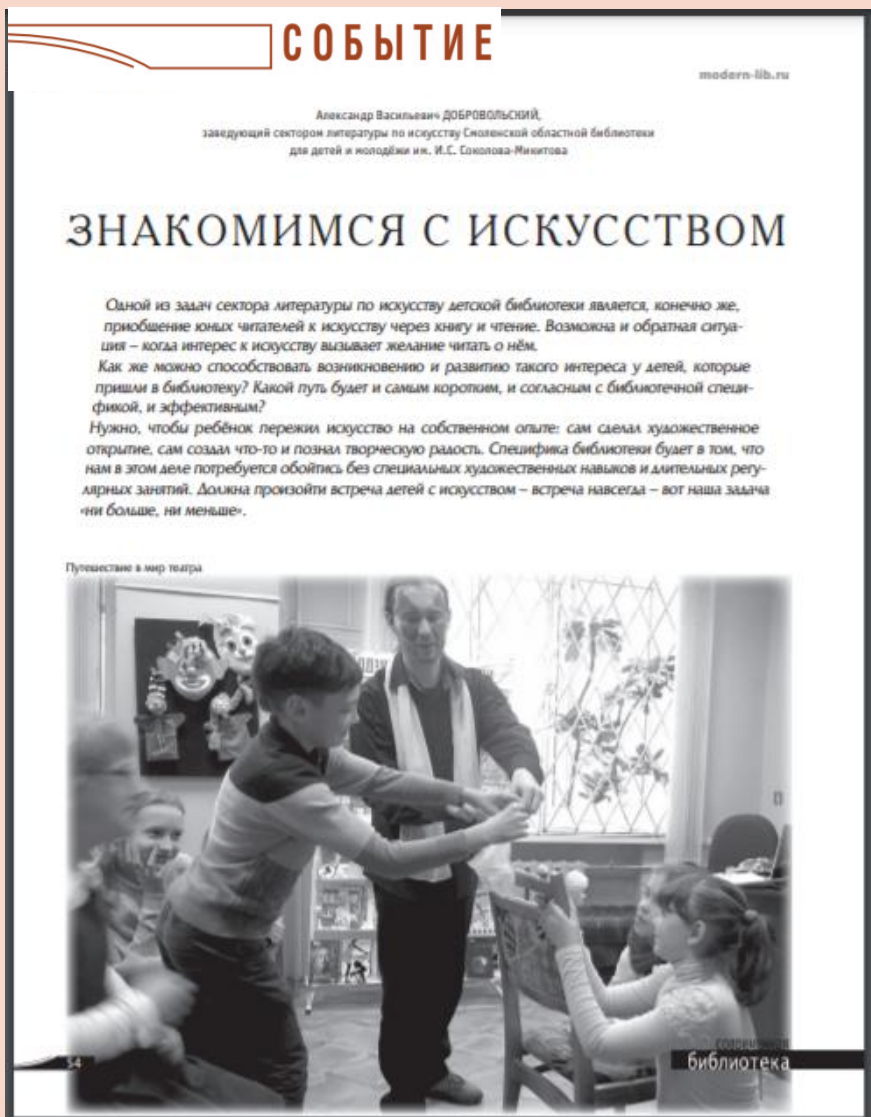 СОБЫТИЕ
modern-lib.ru
Александр Васильевич ДОБРОВОЛЬСКИЙ,
заведующий сектором литературы по искусству Смоленской областной библиотеки
для детей и молодёжи им. И.С. Соколова-Микитова
ЗНАКОМИМСЯ С ИСКУССТВОМ
Одной из задач сектора литературы по искусству детской библиотеки является, конечно же,
приобщение юных читателей к искусству через книгу и чтение. Возможна и обратная ситуа-
ция – когда интерес к искусству вызывает желание читать о нём.
Как же можно способствовать возникновению и развитию такого интереса у детей, которые
пришли в библиотеку? Какой путь будет и самым коротким, и согласным с библиотечной специ-
фикой, и эффективным?
Нужно, чтобы ребёнок пережил искусство на собственном опыте: сам сделал художественное
открытие, сам создал что-то и познал творческую радость. Специфика библиотеки будет в том, что
нам в этом деле потребуется обойтись без специальных художественных навыков и длительных регу-
лярных занятий. Должна произойти встреча детей с искусством – встреча навсегда – вот наша задача
«ни больше, ни меньше».
Путешествие в мир театра
54
современная
библиотека